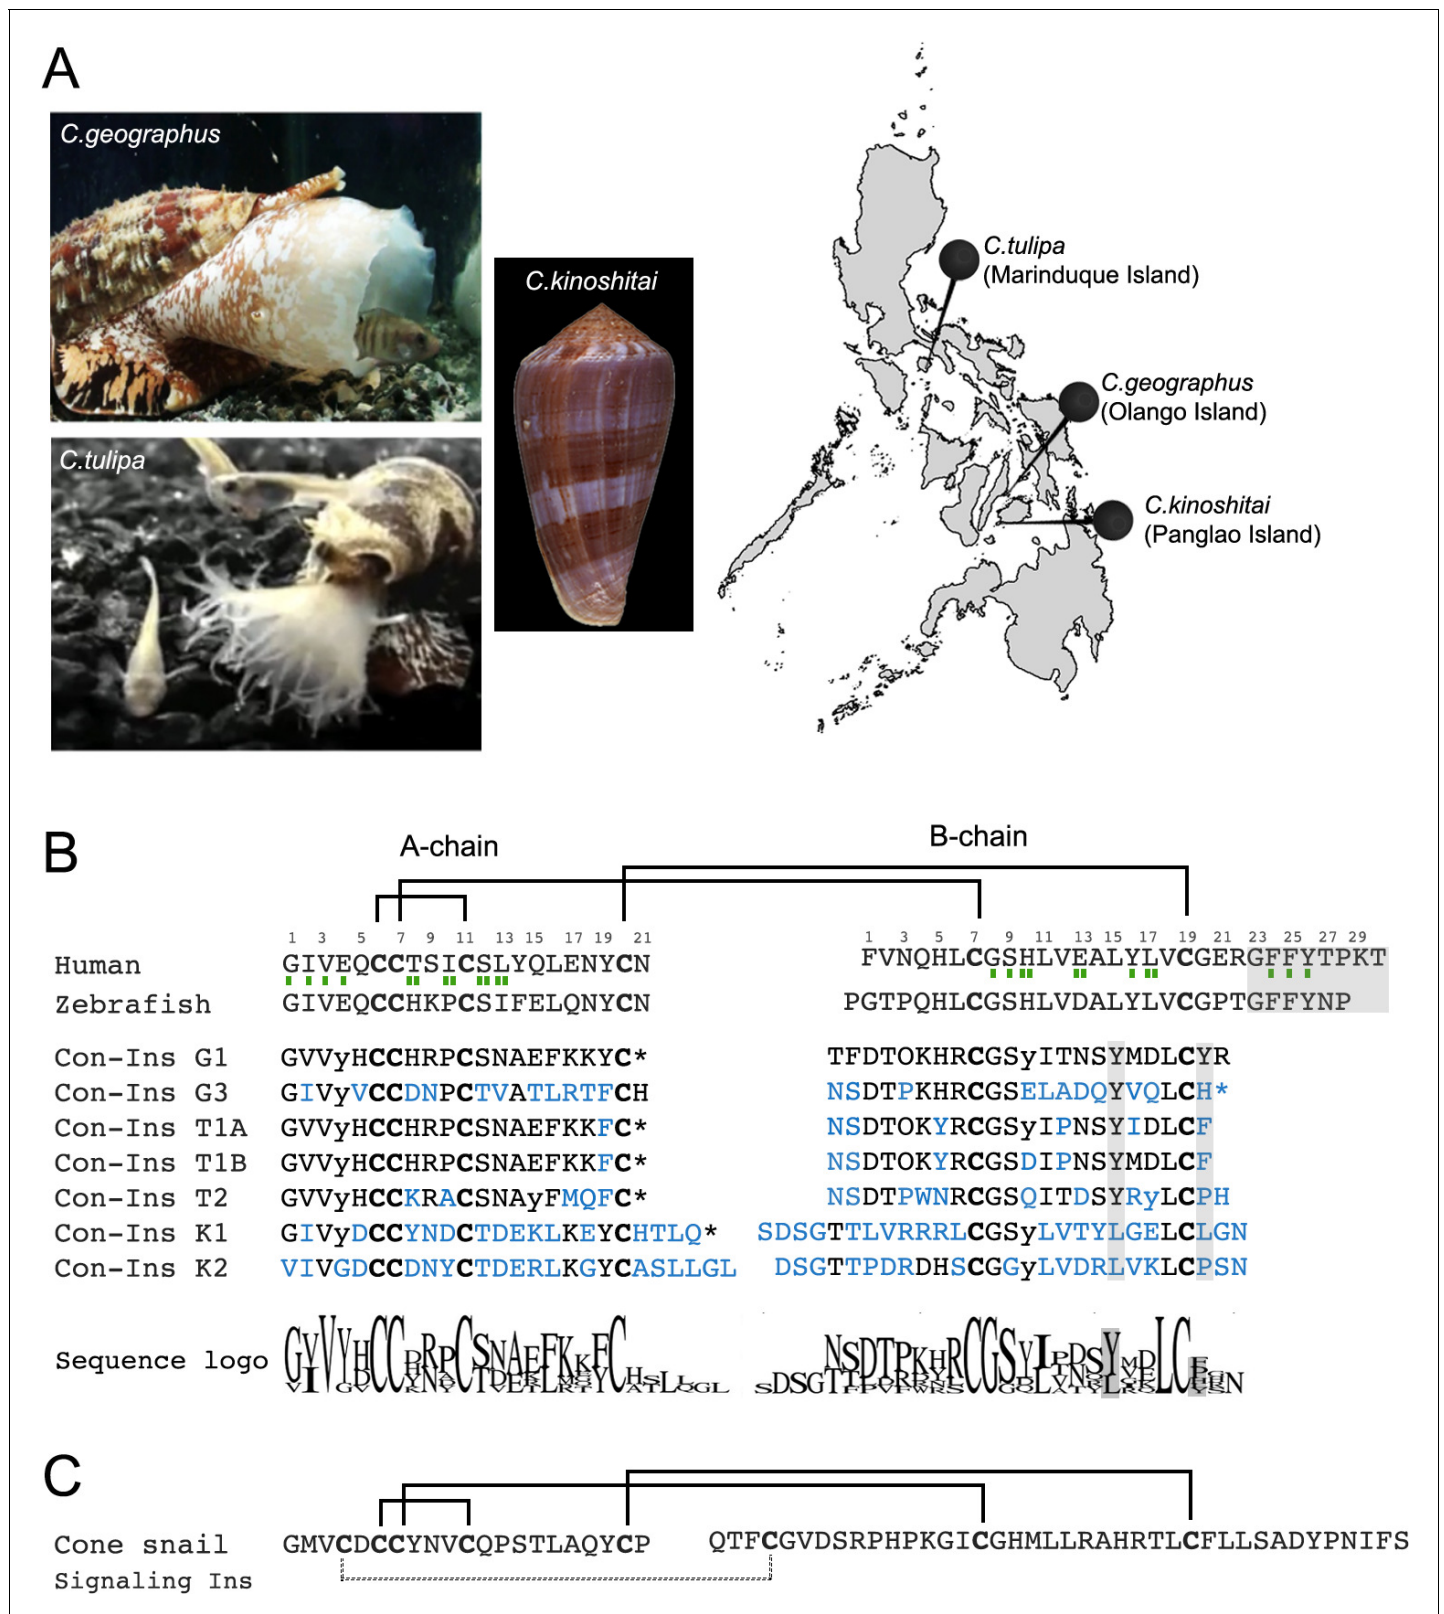 A
C.geographus
C.tulipa
C.kinoshitai
C.tulipa
(Marinduque Island)
C.geographus
(Olango Island)
C.kinoshitai
(Panglao Island)
B
A-chain B-chain
1 3 5 7 9 11 13 15 17 19 21 1 3 5 7 9 11 13 15 17 19 21 23 25 27 29
Human GIVEQCCTSICSLYQLENYCN FVNQHLCGSHLVEALYLVCGERGFFYTPKT
Zebrafish GIVEQCCHKPCSIFELQNYCN PGTPQHLCGSHLVDALYLVCGPTGFFYNP
Con-Ins G1 GVVyHCCHRPCSNAEFKKYC* TFDTOKHRCGSyITNSYMDLCYR
Con-Ins G3 GIVyVCCDNPCTVATLRTFCH NSDTPKHRCGSELADQYVQLCH*
Con-Ins T1A GVVyHCCHRPCSNAEFKKFC* NSDTOKYRCGSyIPNSYIDLCF
Con-Ins T1B GVVyHCCHRPCSNAEFKKFC* NSDTOKYRCGSDIPNSYMDLCF
Con-Ins T2 GVVyHCCKRACSNAyFMQFC* NSDTPWNRCGSQITDSYRyLCPH
Con-Ins K1 GIVyDCCYNDCTDEKLKEYCHTLQ* SDSGTTLVRRRLCGSyLVTYLGELCLGN
Con-Ins K2 VIVGDCCDNYCTDERLKGYCASLLGL DSGTTPDRDHSCGGyLVDRLVKLCPSN
Sequence logo
C
Cone snail GMVCDCCYNVCQPSTLAQYCP QTFCGVDSRPHPKGICGHMLLRAHRTLCFLLSADYPNIFS
Signaling Ins